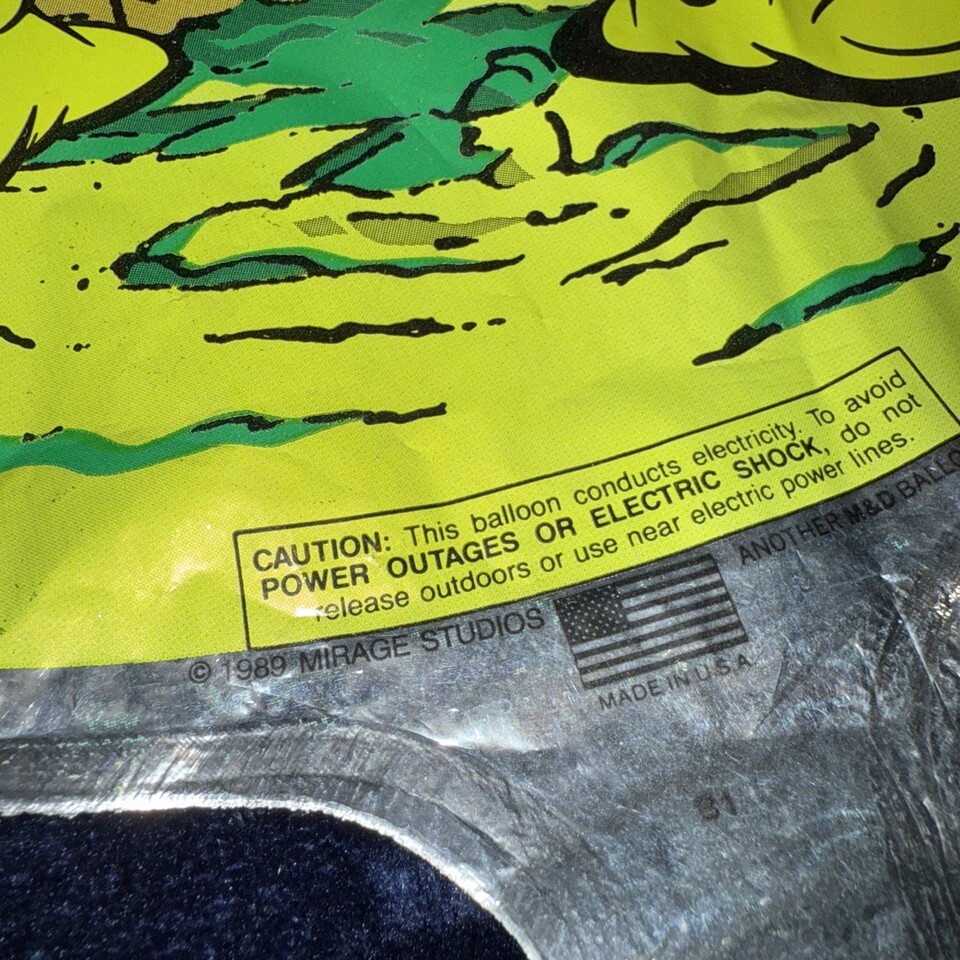 CAUTION: This balloon conducts electricity. To avoid
POWER OUTAGES OR ELECTRIC SHOCK, do not
release outdoors or use near electric power lines.
© 1989 MIRAGE STUDIOS
MADE IN U.S.A.
ANOTHER M&D BALLO
31